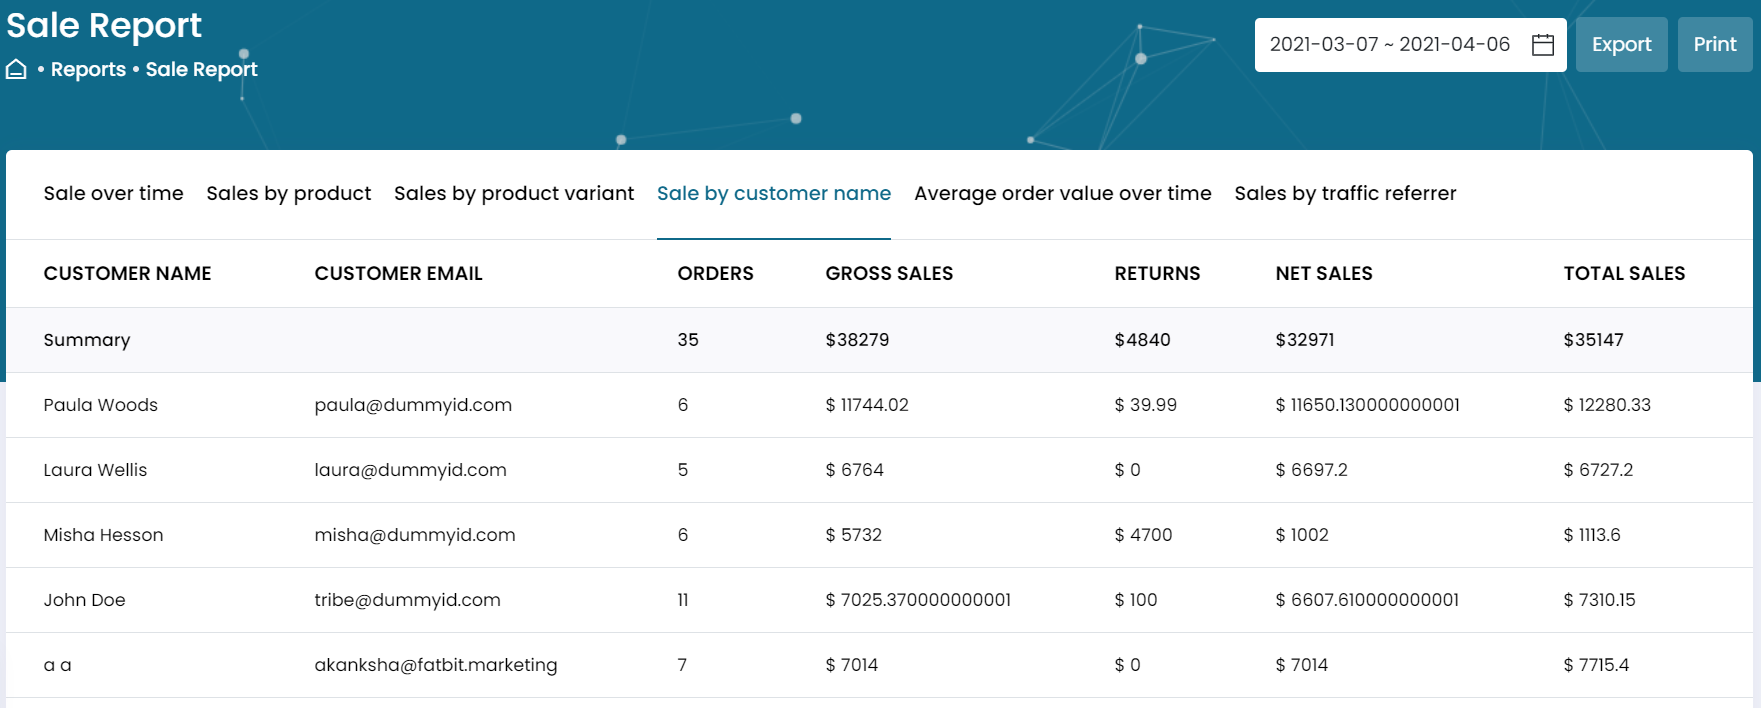 Sale Report
• Reports • Sale Report
2021-03-07 ~ 2021-04-06
Export
Print
Sale over time Sales by product Sales by product variant Sale by customer name Average order value over time Sales by traffic referrer
CUSTOMER NAME CUSTOMER EMAIL ORDERS GROSS SALES RETURNS NET SALES TOTAL SALES
Summary 35 $38279 $4840 $32971 $35147
Paula Woods paula@dummyid.com 6 $ 11744.02 $ 39.99 $ 11650.130000000001 $ 12280.33
Laura Wellis laura@dummyid.com 5 $ 6764 $ 0 $ 6697.2 $ 6727.2
Misha Hesson misha@dummyid.com 6 $ 5732 $ 4700 $ 1002 $ 1113.6
John Doe tribe@dummyid.com 11 $ 7025.370000000001 $ 100 $ 6607.610000000001 $ 7310.15
a a akanksha@fatbit.marketing 7 $ 7014 $ 0 $ 7014 $ 7715.4